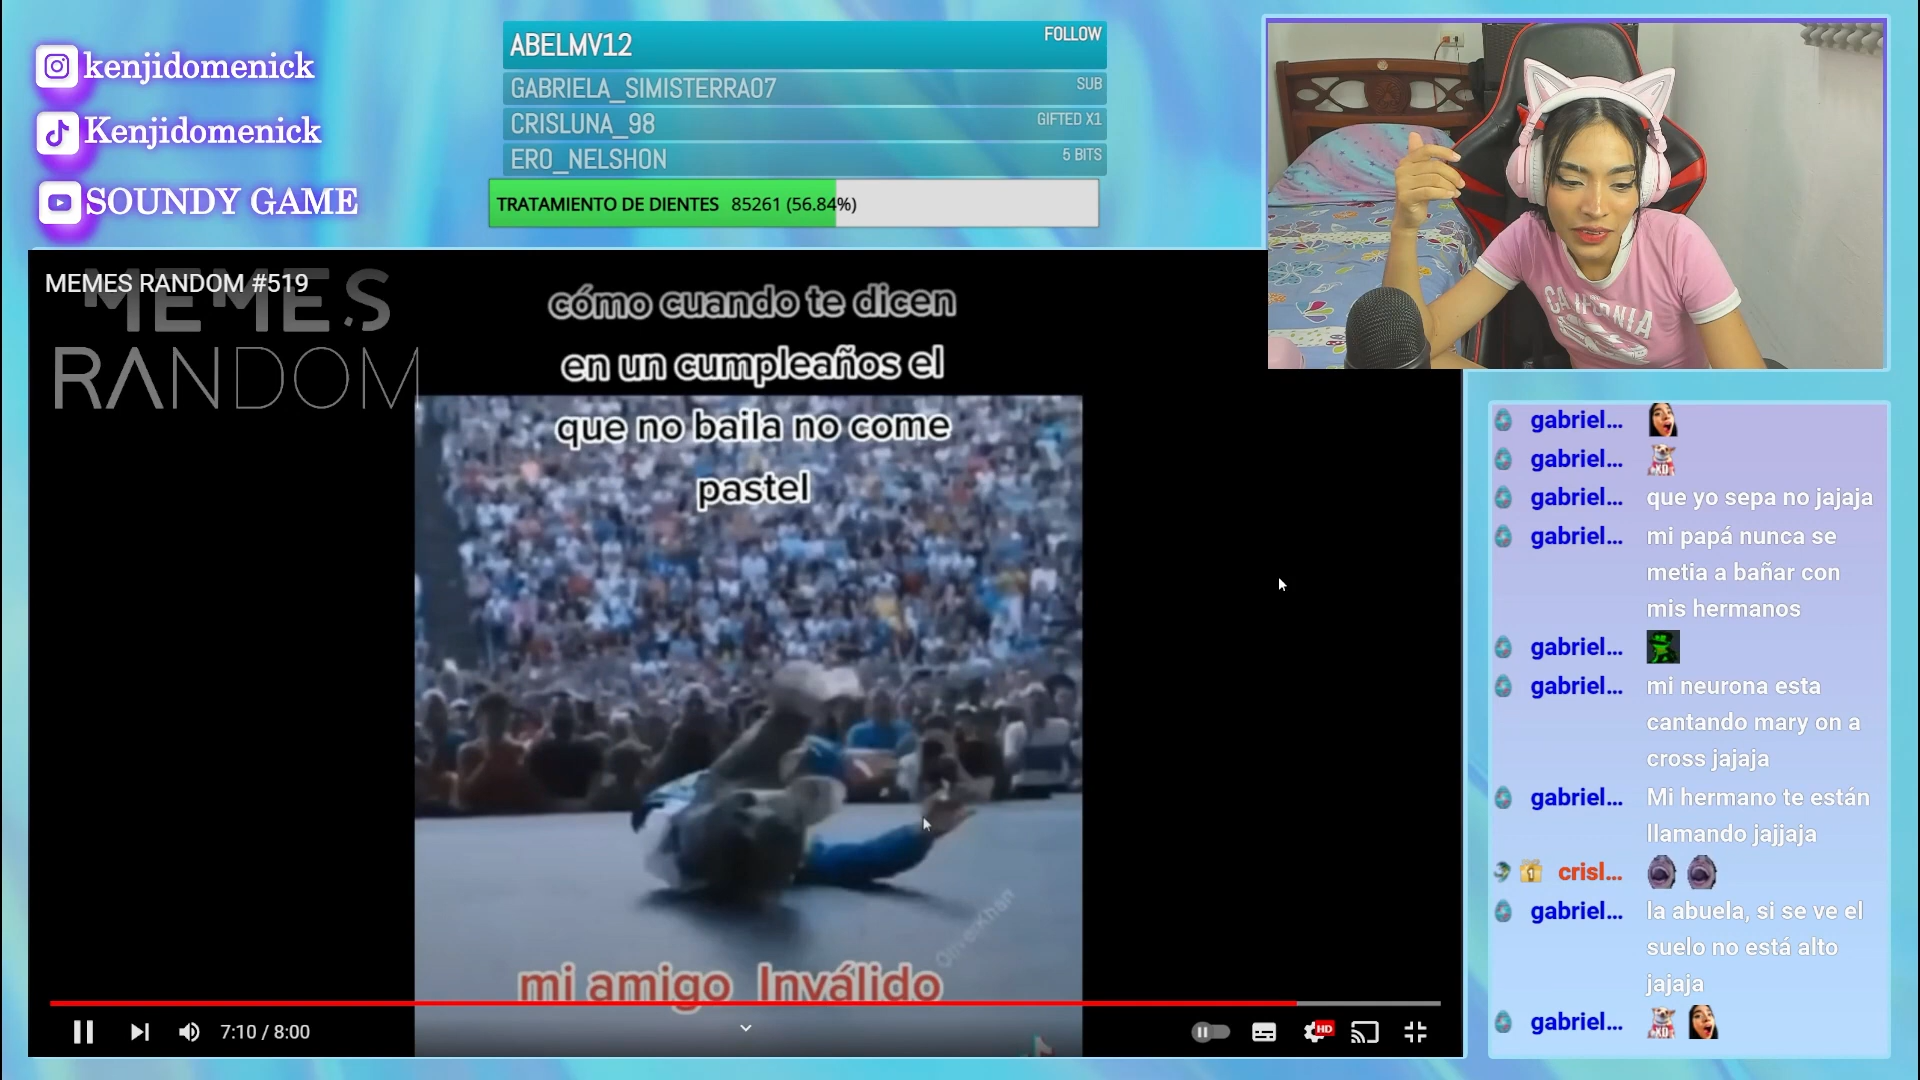 kenjidomenick
Kenjidomenick
SOUNDY GAME
ABELMV12 FOLLOW
GABRIELA_SIMISTERRA07 SUB
CRISLUNA_98 GIFTED X1
ERO_NELSHON 5 BITS
TRATAMIENTO DE DIENTES 85261 (56.84%)
CALIFORNIA
MEMES RANDOM #519
MEMES
RANDOM
cómo cuando te dicen
en un cumpleaños el
que no baila no come
pastel
mi amigo Inválido
7:10 / 8:00
HD
gabriel...
gabriel...
gabriel... que yo sepa no jajaja
gabriel... mi papá nunca se
metia a bañar con
mis hermanos
gabriel...
gabriel... mi neurona esta
cantando mary on a
cross jajaja
gabriel... Mi hermano te están
llamando jajjaja
1 crisl...
gabriel... la abuela, si se ve el
suelo no está alto
jajaja
gabriel...